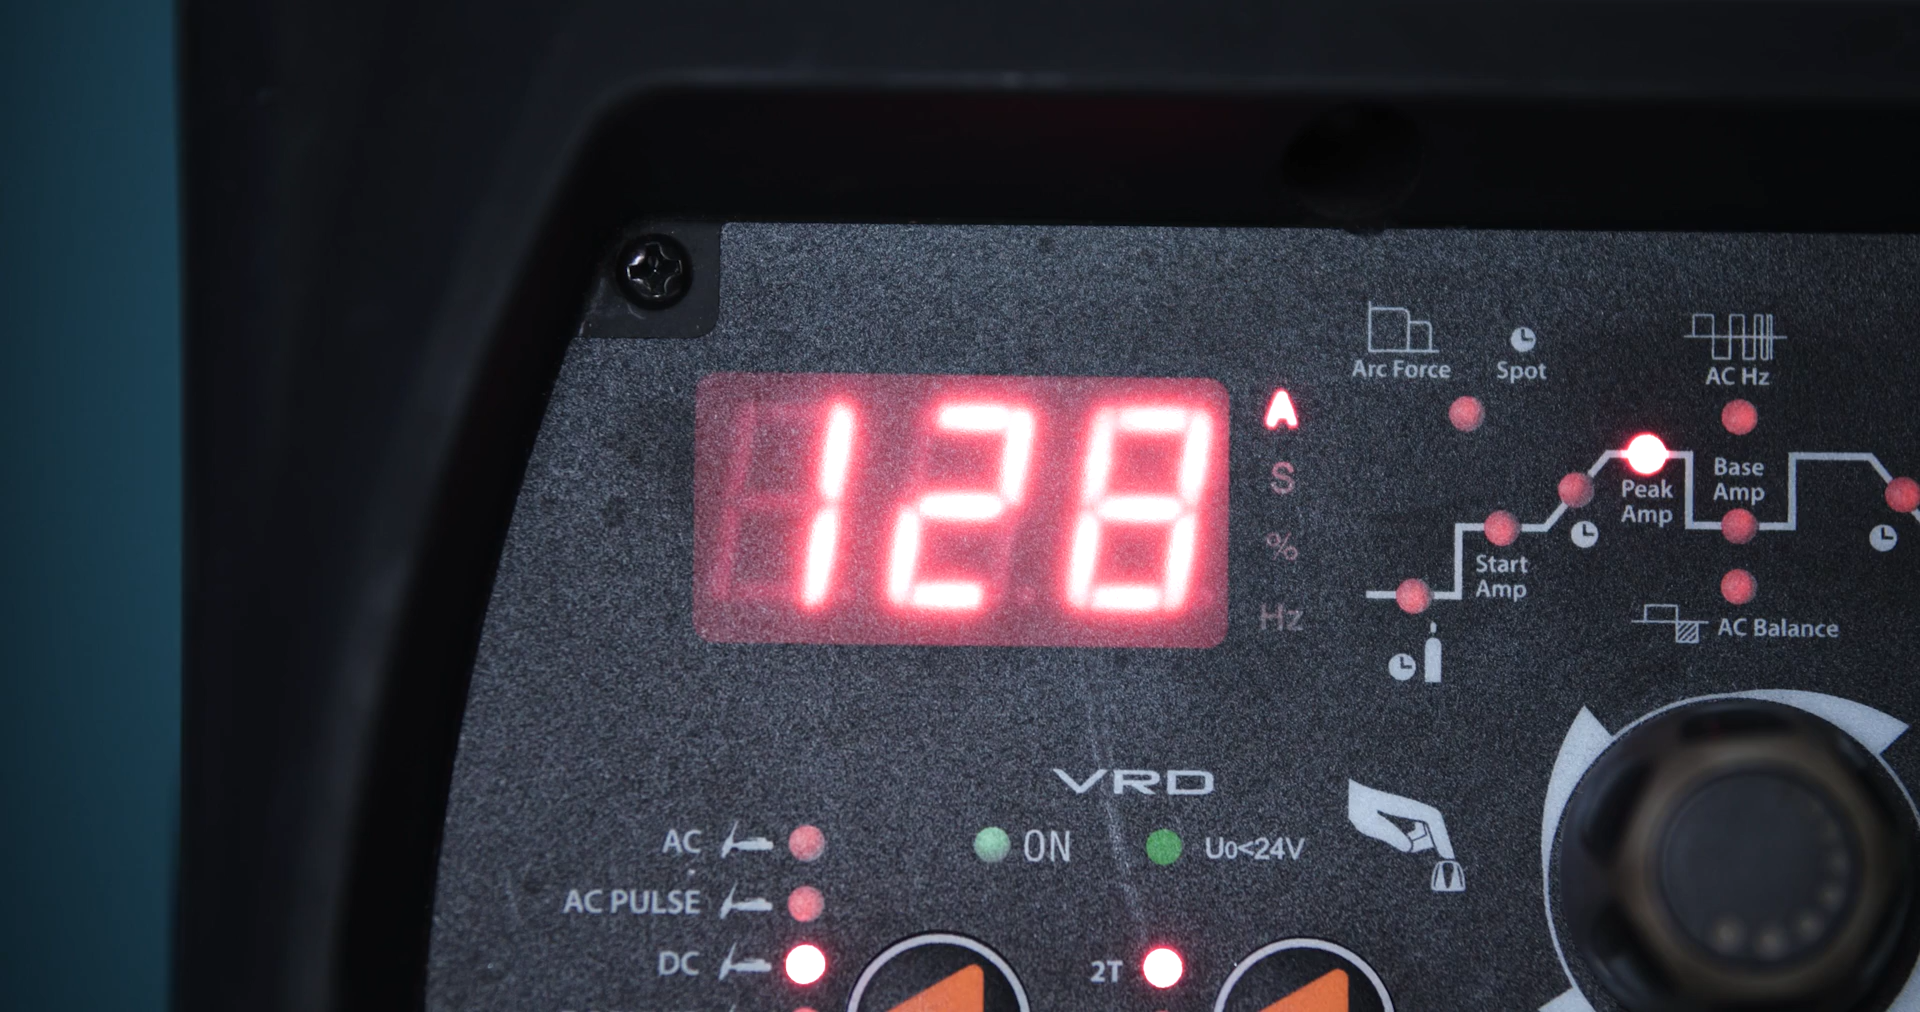 128
A
S
%
Hz
Arc Force
Spot
AC Hz
Peak
Amp
Base
Amp
Start
Amp
AC Balance
VRD
ON
U0<24V
AC
AC PULSE
DC
2T